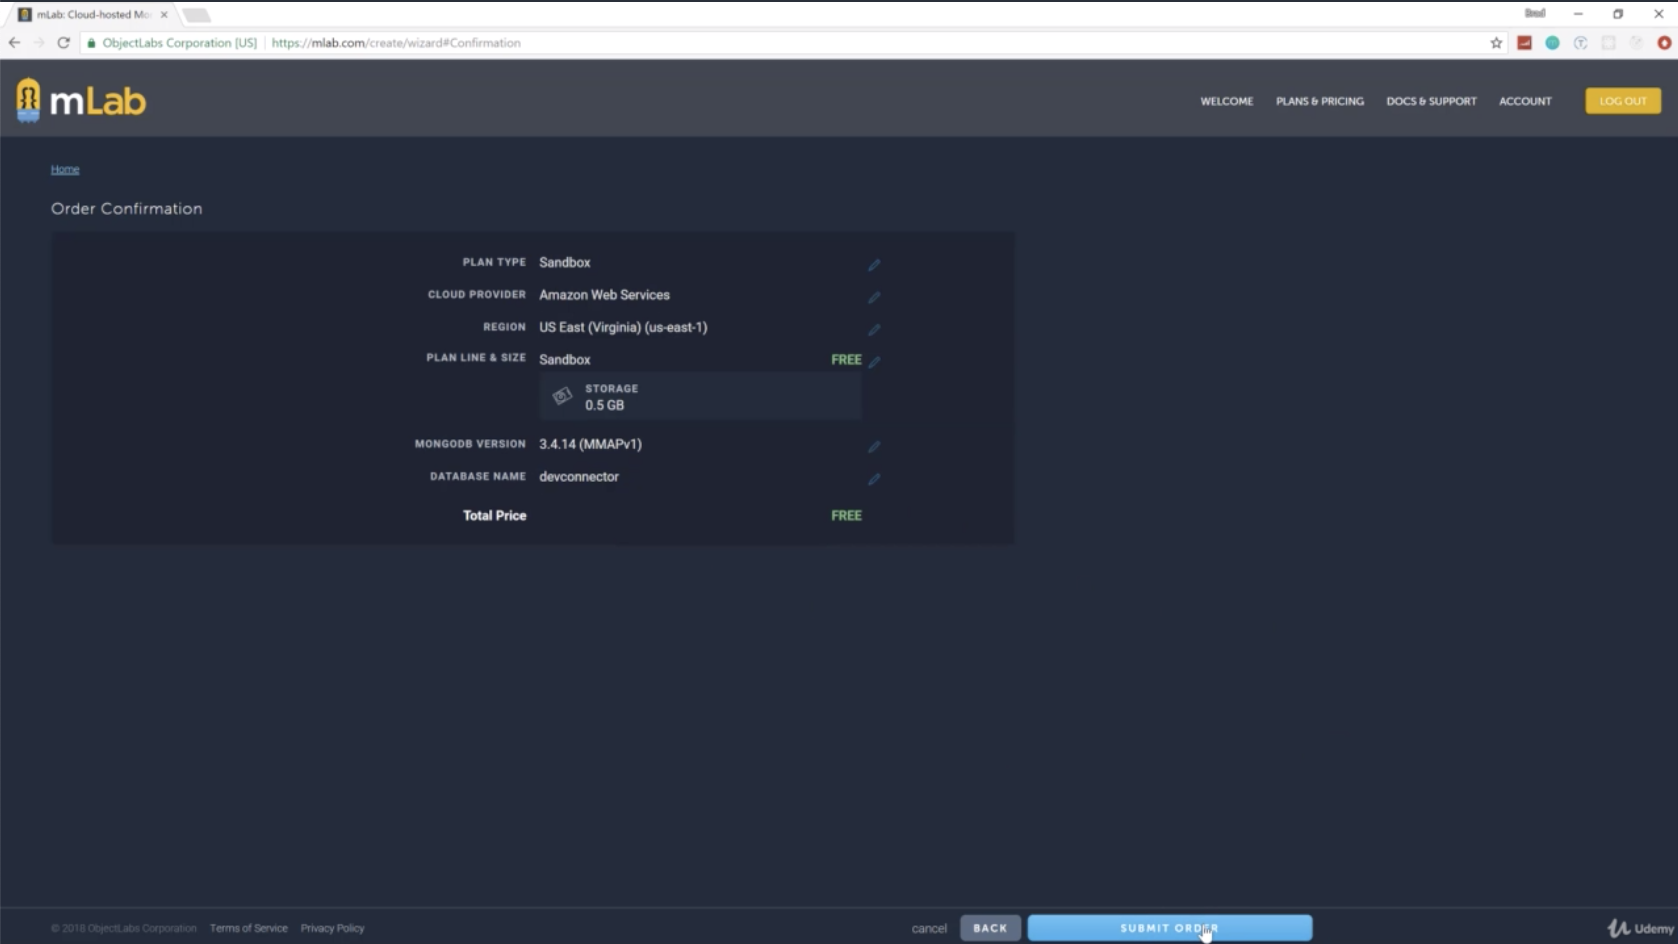 mLab: Cloud-hosted Mo
Brad
ObjectLabs Corporation [US] https://mlab.com/create/wizard#Confirmation
mLab
WELCOME PLANS & PRICING DOCS & SUPPORT ACCOUNT LOG OUT
Home
Order Confirmation
PLAN TYPE Sandbox
CLOUD PROVIDER Amazon Web Services
REGION US East (Virginia) (us-east-1)
PLAN LINE & SIZE Sandbox FREE
STORAGE
0.5 GB
MONGODB VERSION 3.4.14 (MMAPv1)
DATABASE NAME devconnector
Total Price FREE
© 2018 ObjectLabs Corporation Terms of Service Privacy Policy cancel BACK SUBMIT ORDER Udemy